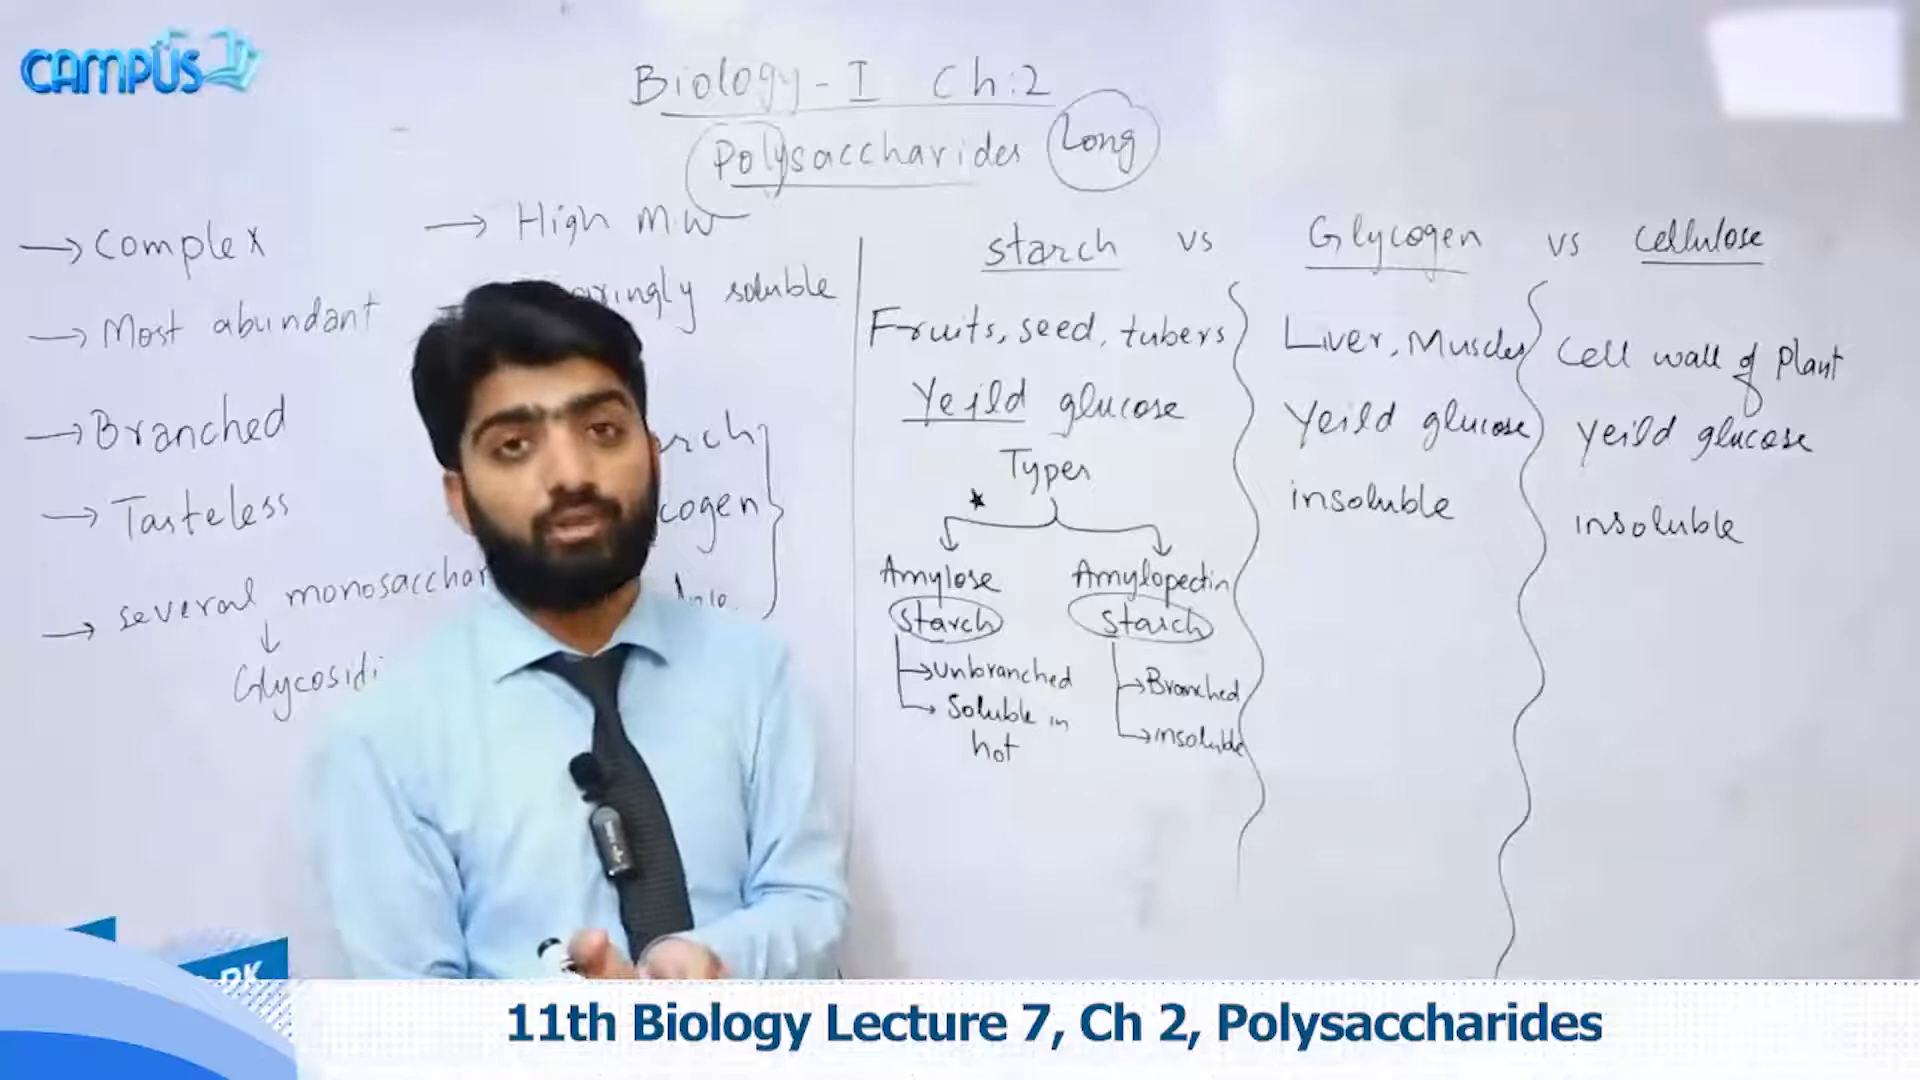 CAMPUS
Biology - I Ch:2
Polysaccharides Long
→ Complex
→ Most abundant
→ Branched
→ Tasteless
→ several
↓
→ High M.W
soluble
starch vs Glycogen vs cellulose
Fruits, seed, tubers
Yeild glucose
Types
Amylose
Starch
→ Unbranched
→ Soluble in
hot
Amylopectin
Starch
→ Branched
→ insoluble
Liver, Muscles
Yeild glucose
insoluble
Cell wall of Plant
Yeild glucose
insoluble
11th Biology Lecture 7, Ch 2, Polysaccharides